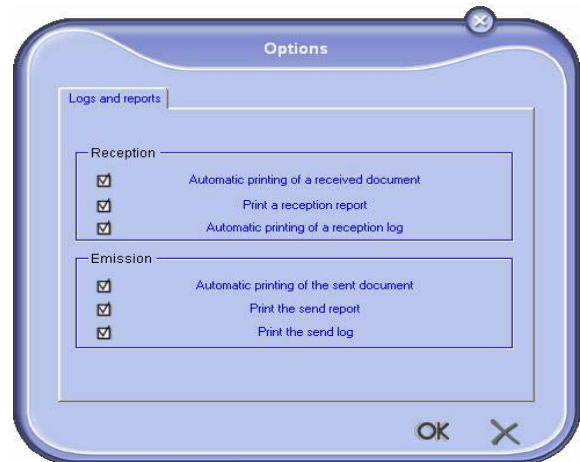 Options
Logs and reports
Reception
Automatic printing of a received document
Print a reception report
Automatic printing of a reception log
Emission
Automatic printing of the sent document
Print the send report
Print the send log
OK